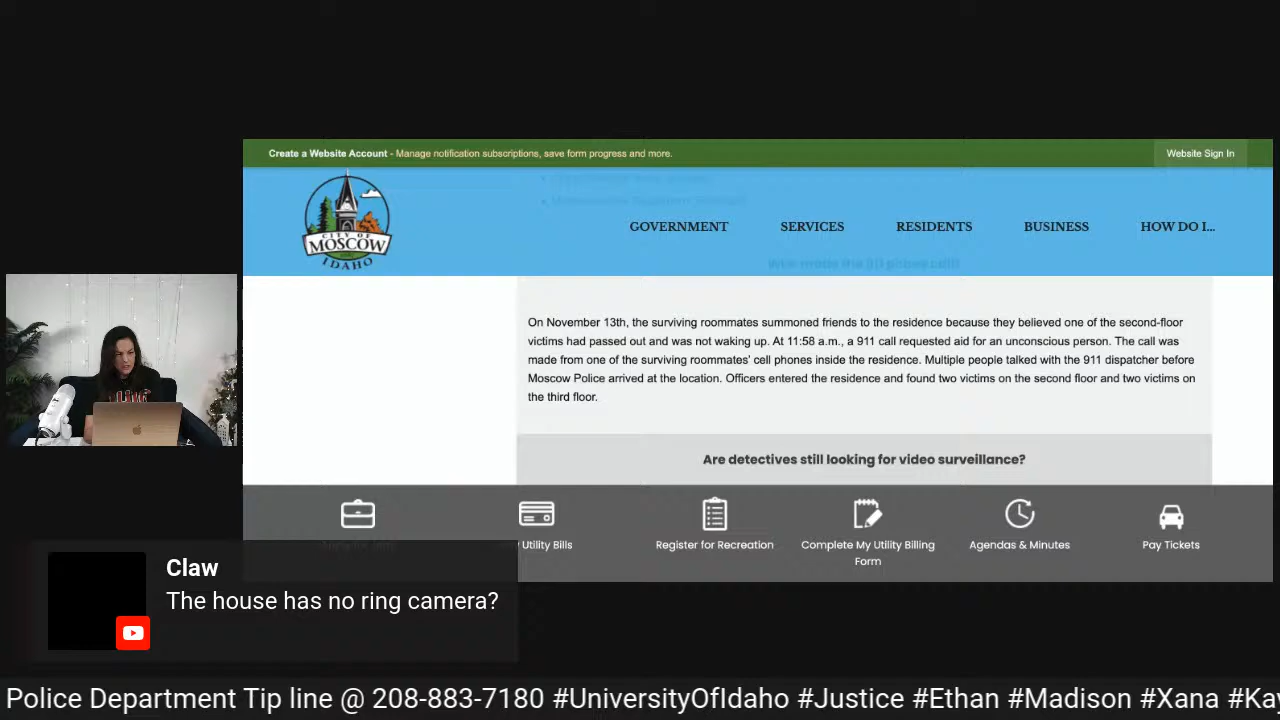 Create a Website Account - Manage notification subscriptions, save form progress and more.
Website Sign In
CITY OF
MOSCOW
IDAHO
GOVERNMENT
SERVICES
RESIDENTS
BUSINESS
HOW DO I...
Who made the 911 police call?
On November 13th, the surviving roommates summoned friends to the residence because they believed one of the second-floor
victims had passed out and was not waking up. At 11:58 a.m., a 911 call requested aid for an unconscious person. The call was
made from one of the surviving roommates' cell phones inside the residence. Multiple people talked with the 911 dispatcher before
Moscow Police arrived at the location. Officers entered the residence and found two victims on the second floor and two victims on
the third floor.
Are detectives still looking for video surveillance?
Utility Bills
Register for Recreation
Complete My Utility Billing
Form
Agendas & Minutes
Pay Tickets
Claw
The house has no ring camera?
Police Department Tip line @ 208-883-7180 #UniversityOfIdaho #Justice #Ethan #Madison #Xana #Kay